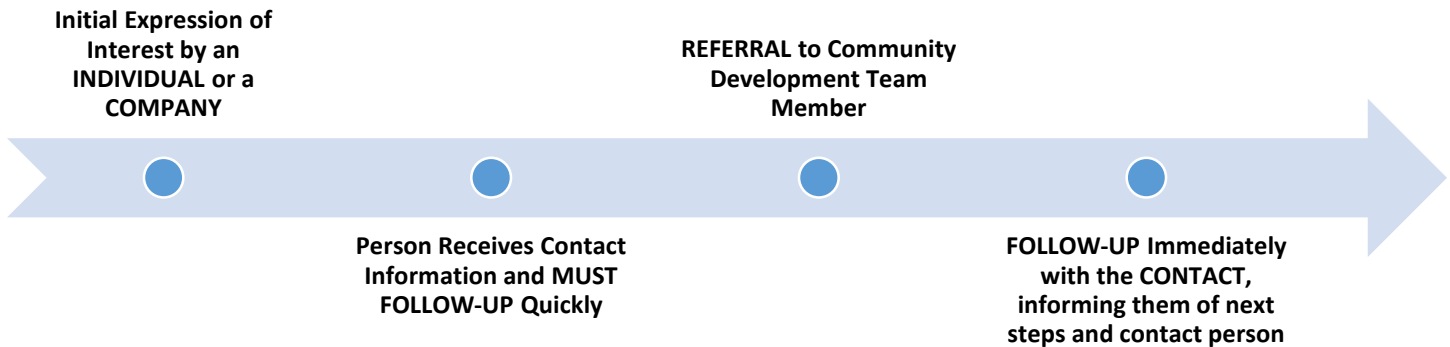 Initial Expression of
Interest by an
INDIVIDUAL or a
COMPANY
Person Receives Contact
Information and MUST
FOLLOW-UP Quickly
REFERRAL to Community
Development Team
Member
FOLLOW-UP Immediately
with the CONTACT,
informing them of next
steps and contact person